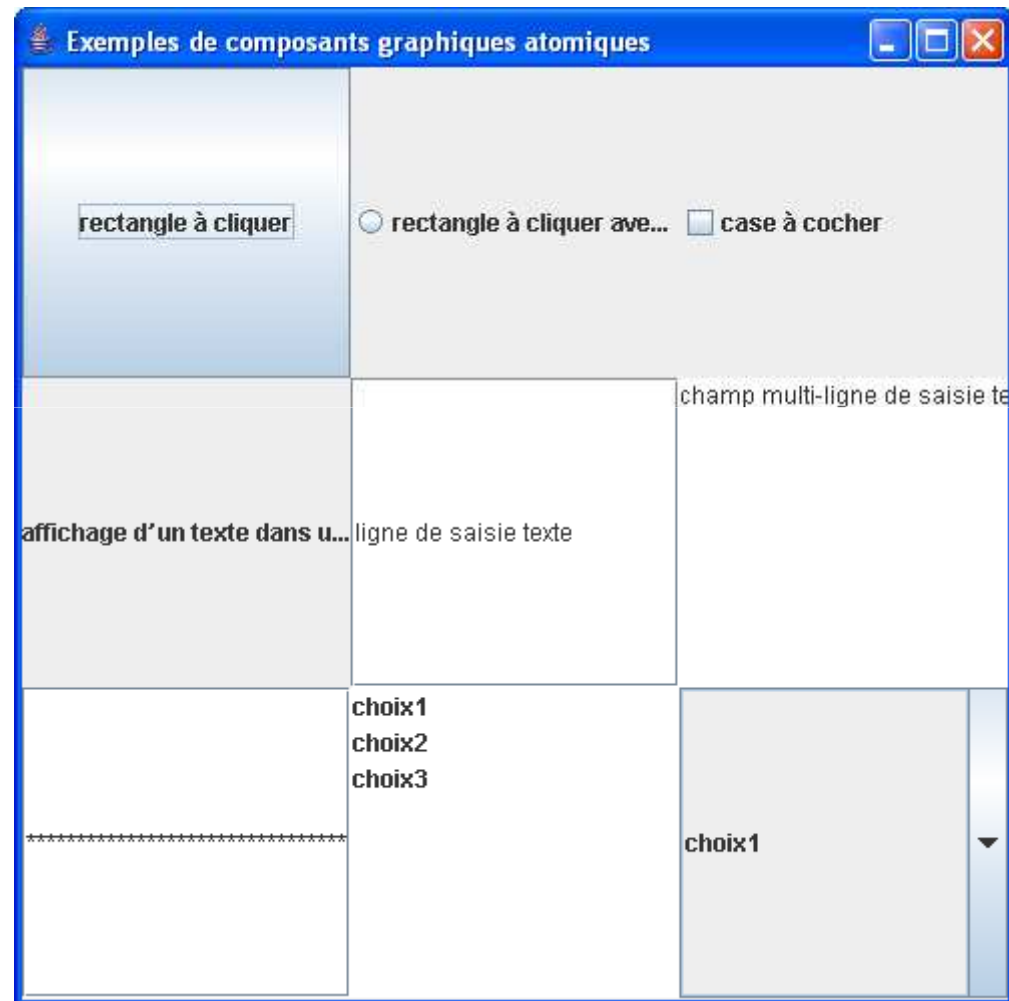 Exemples de composants graphiques atomiques
rectangle à cliquer
rectangle à cliquer ave...
case à cocher
affichage d'un texte dans u...
ligne de saisie texte
champ multi-ligne de saisie te
********************************
choix1
choix2
choix3
choix1